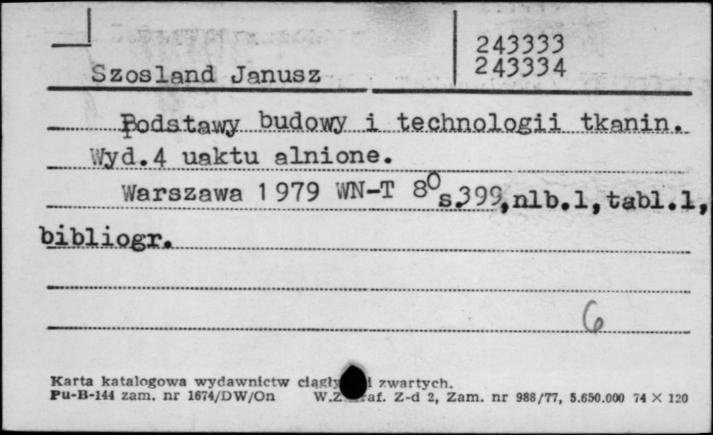 243333
243334
Szosland Janusz
Podstawy budowy i technologii tkanin.
Wyd.4 uaktu alnione.
Warszawa 1979 WN-T 8° s.399, nlb.1, tabl.1,
bibliogr.
6
Karta katalogowa wydawnictw ciągły i zwartych.
Pu-B-144 zam. nr 1674/DW/On W.Z af. Z-d 2, Zam. nr 988/77, 5.650.000 74 X 120